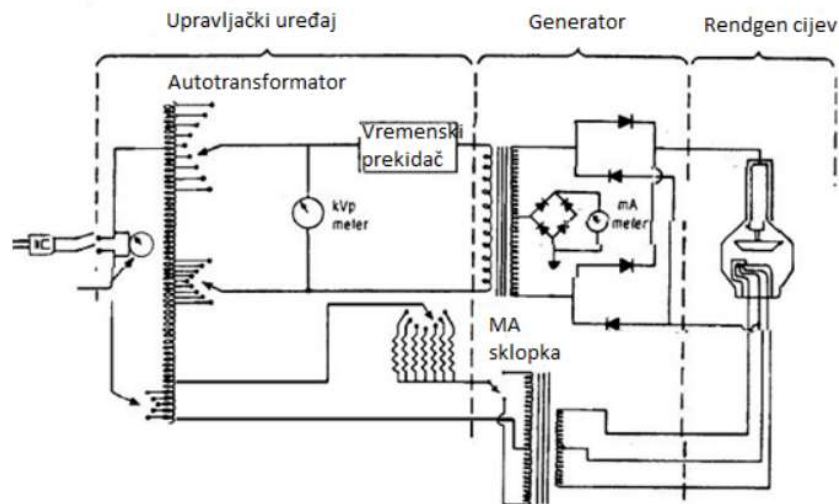 Upravljački uređaj
Generator
Rendgen cijev
Autotransformator
Vremenski
prekidač
kVp
meter
mA
meter
MA
sklopka